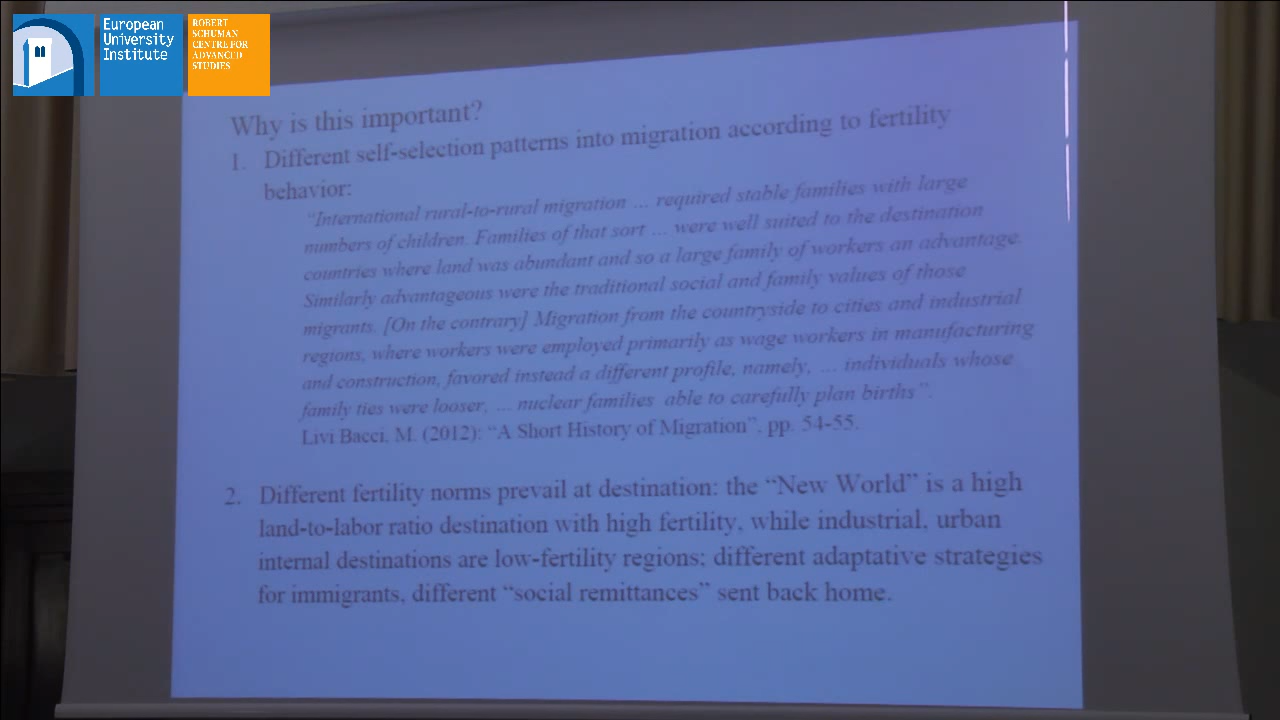 European
University
Institute
ROBERT
SCHUMAN
CENTRE FOR
ADVANCED
STUDIES
Why is this important?
1. Different self-selection patterns into migration according to fertility
behavior:
"International rural-to-rural migration ... required stable families with large
numbers of children. Families of that sort ... were well suited to the destination
countries where land was abundant and so a large family of workers an advantage.
Similarly advantageous were the traditional social and family values of those
migrants. [On the contrary] Migration from the countryside to cities and industrial
regions, where workers were employed primarily as wage workers in manufacturing
and construction, favored instead a different profile, namely, ... individuals whose
family ties were looser, ... nuclear families able to carefully plan births".
Livi Bacci, M. (2012): "A Short History of Migration", pp. 54-55.
2. Different fertility norms prevail at destination: the "New World" is a high
land-to-labor ratio destination with high fertility, while industrial, urban
internal destinations are low-fertility regions; different adaptative strategies
for immigrants, different "social remittances" sent back home.